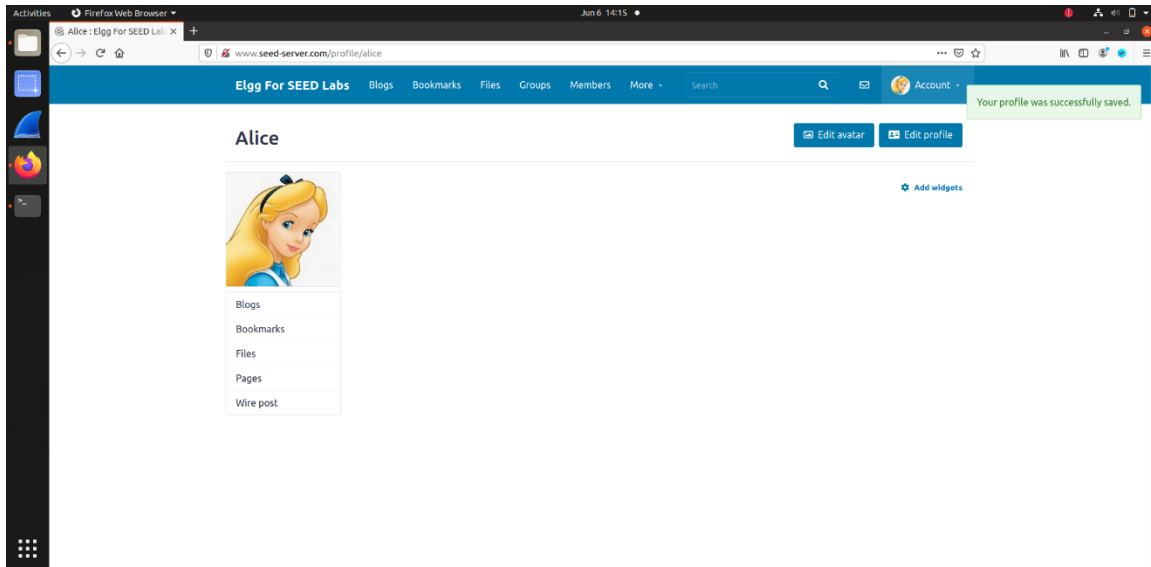 Activities Firefox Web Browser Jun 6 14:15
Alice : Elgg For SEED Lab
www.seed-server.com/profile/alice
Elgg For SEED Labs Blogs Bookmarks Files Groups Members More Search Account
Your profile was successfully saved.
Alice
Edit avatar Edit profile
Add widgets
Blogs
Bookmarks
Files
Pages
Wire post